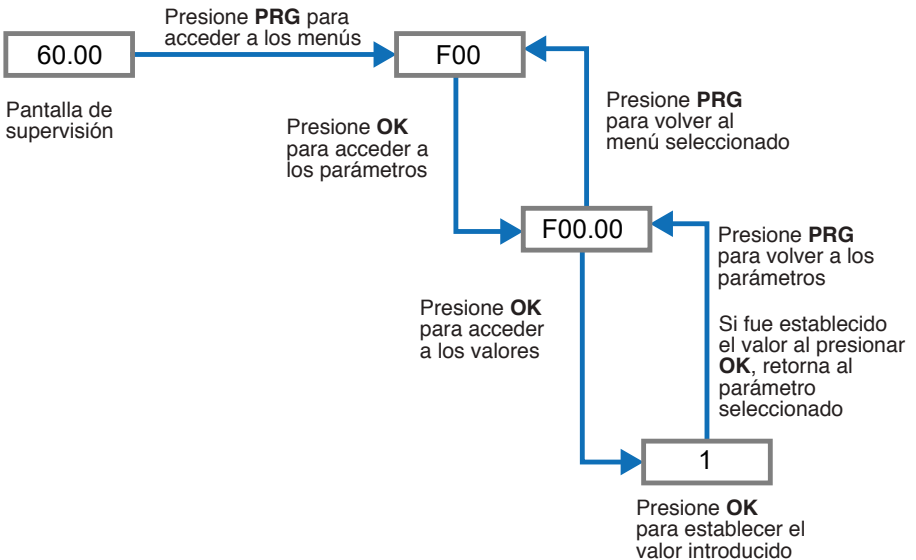 Presione PRG para
acceder a los menús
60.00
F00
Pantalla de
supervisión
Presione OK
para acceder a
los parámetros
Presione PRG
para volver al
menú seleccionado
F00.00
Presione PRG
para volver a los
parámetros
Presione OK
para acceder
a los valores
Si fue establecido
el valor al presionar
OK, retorna al
parámetro
seleccionado
1
Presione OK
para establecer el
valor introducido